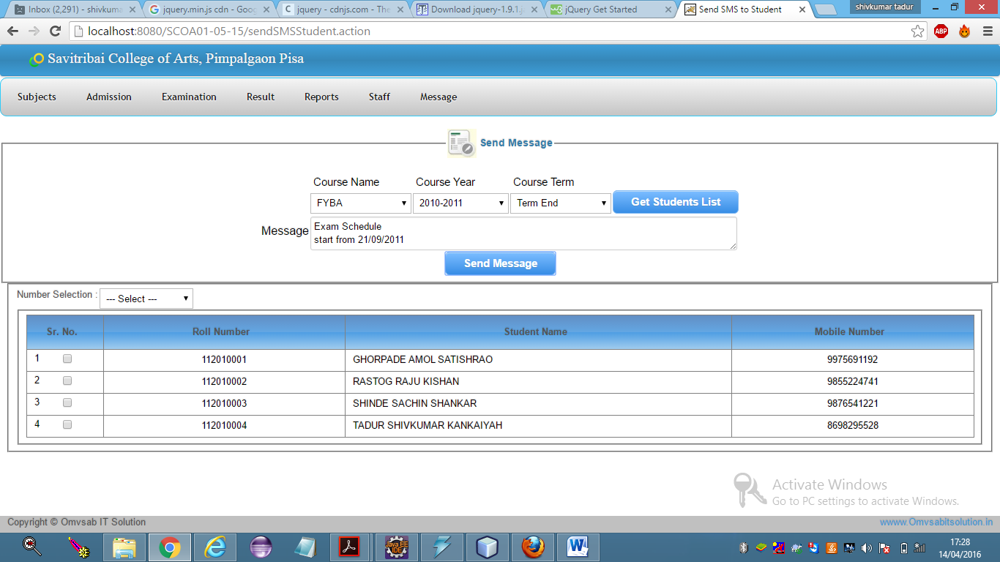 Inbox (2,291) - shivkuma
jquery.min.js cdn - Goog
jquery - cdnjs.com - The
Download jquery-1.9.1.j
jQuery Get Started
Send SMS to Student
shivkumar tadur
localhost:8080/SCOA01-05-15/sendSMSStudent.action
ABP
Savitribai College of Arts, Pimpalgaon Pisa
Subjects Admission Examination Result Reports Staff Message
Send Message
Course Name Course Year Course Term
FYBA 2010-2011 Term End Get Students List
Message
Exam Schedule
start from 21/09/2011
Send Message
Number Selection : --- Select ---
Sr. No. Roll Number Student Name Mobile Number
1 112010001 GHORPADE AMOL SATISHRAO 9975691192
2 112010002 RASTOG RAJU KISHAN 9855224741
3 112010003 SHINDE SACHIN SHANKAR 9876541221
4 112010004 TADUR SHIVKUMAR KANKAIYAH 8698295528
Activate Windows
Go to PC settings to activate Windows.
Copyright © Omvsab IT Solution
wwww.Omvsabitsolution.in
Java EE
IDE
17:28
14/04/2016